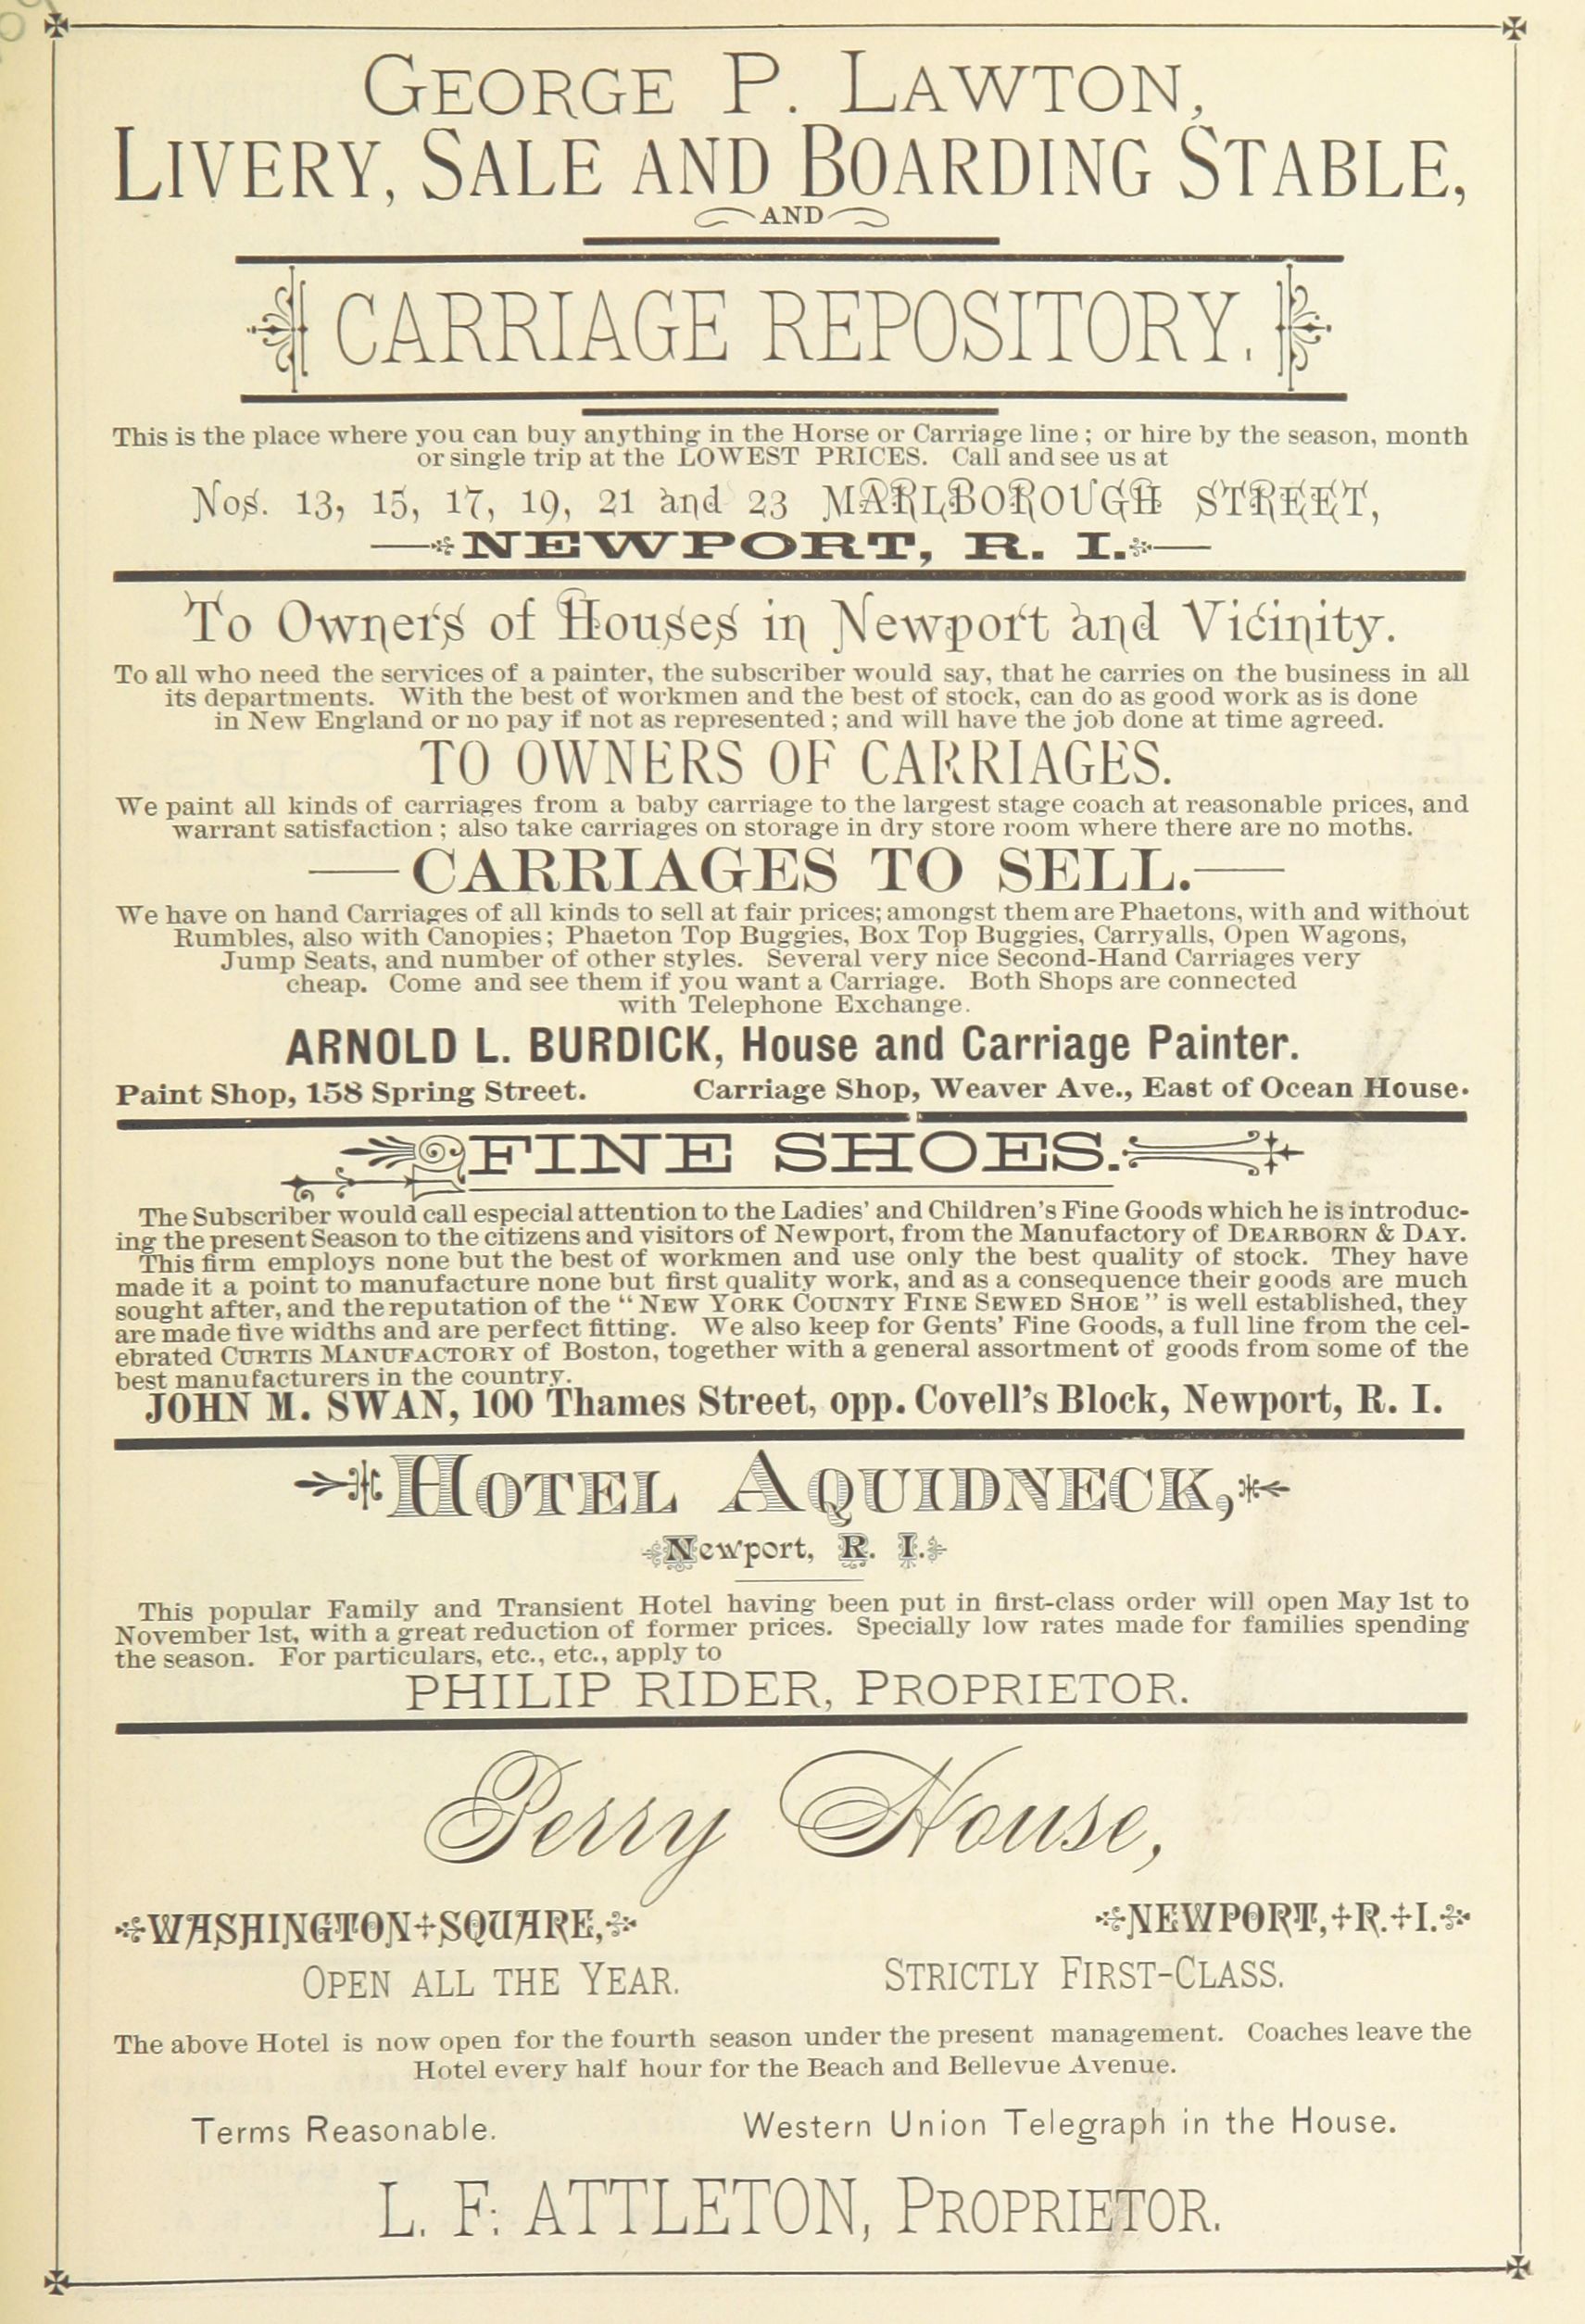 GEORGE P. LAWTON,
LIVERY, SALE AND BOARDING STABLE,
AND
CARRIAGE REPOSITORY.
This is the place where you can buy anything in the Horse or Carriage line; or hire by the season, month
or single trip at the LOWEST PRICES. Call and see us at
Nos. 13, 15, 17, 19, 21 and 23 MARLBOROUGH STREET,
NEWPORT, R. I.
To Owners of Houses in Newport and Vicinity.
To all who need the services of a painter, the subscriber would say, that he carries on the business in all
its departments. With the best of workmen and the best of stock, can do as good work as is done
in New England or no pay if not as represented; and will have the job done at time agreed.
TO OWNERS OF CARRIAGES.
We paint all kinds of carriages from a baby carriage to the largest stage coach at reasonable prices, and
warrant satisfaction; also take carriages on storage in dry store room where there are no moths.
CARRIAGES TO SELL.
We have on hand Carriages of all kinds to sell at fair prices; amongst them are Phaetons, with and without
Rumbles, also with Canopies; Phaeton Top Buggies, Box Top Buggies, Carryalls, Open Wagons,
Jump Seats, and number of other styles. Several very nice Second-Hand Carriages very
cheap. Come and see them if you want a Carriage. Both Shops are connected
with Telephone Exchange.
ARNOLD L. BURDICK, House and Carriage Painter.
Paint Shop, 158 Spring Street. Carriage Shop, Weaver Ave., East of Ocean House.
FINE SHOES.
The Subscriber would call especial attention to the Ladies' and Children's Fine Goods which he is introduc-
ing the present Season to the citizens and visitors of Newport, from the Manufactory of DEARBORN & DAY.
This firm employs none but the best of workmen and use only the best quality of stock. They have
made it a point to manufacture none but first quality work, and as a consequence their goods are much
sought after, and the reputation of the "NEW YORK COUNTY FINE SEWED SHOE" is well established, they
are made five widths and are perfect fitting. We also keep for Gents' Fine Goods, a full line from the cel-
ebrated CURTIS MANUFACTORY of Boston, together with a general assortment of goods from some of the
best manufacturers in the country.
JOHN M. SWAN, 100 Thames Street, opp. Covell's Block, Newport, R. I.
HOTEL AQUIDNECK,
Newport, R. I.
This popular Family and Transient Hotel having been put in first-class order will open May 1st to
November 1st, with a great reduction of former prices. Specially low rates made for families spending
the season. For particulars, etc., etc., apply to
PHILIP RIDER, PROPRIETOR.
Perry House,
WASHINGTON SQUARE, NEWPORT, R. I.
OPEN ALL THE YEAR. STRICTLY FIRST-CLASS.
The above Hotel is now open for the fourth season under the present management. Coaches leave the
Hotel every half hour for the Beach and Bellevue Avenue.
Terms Reasonable. Western Union Telegraph in the House.
L. F. ATTLETON, PROPRIETOR.